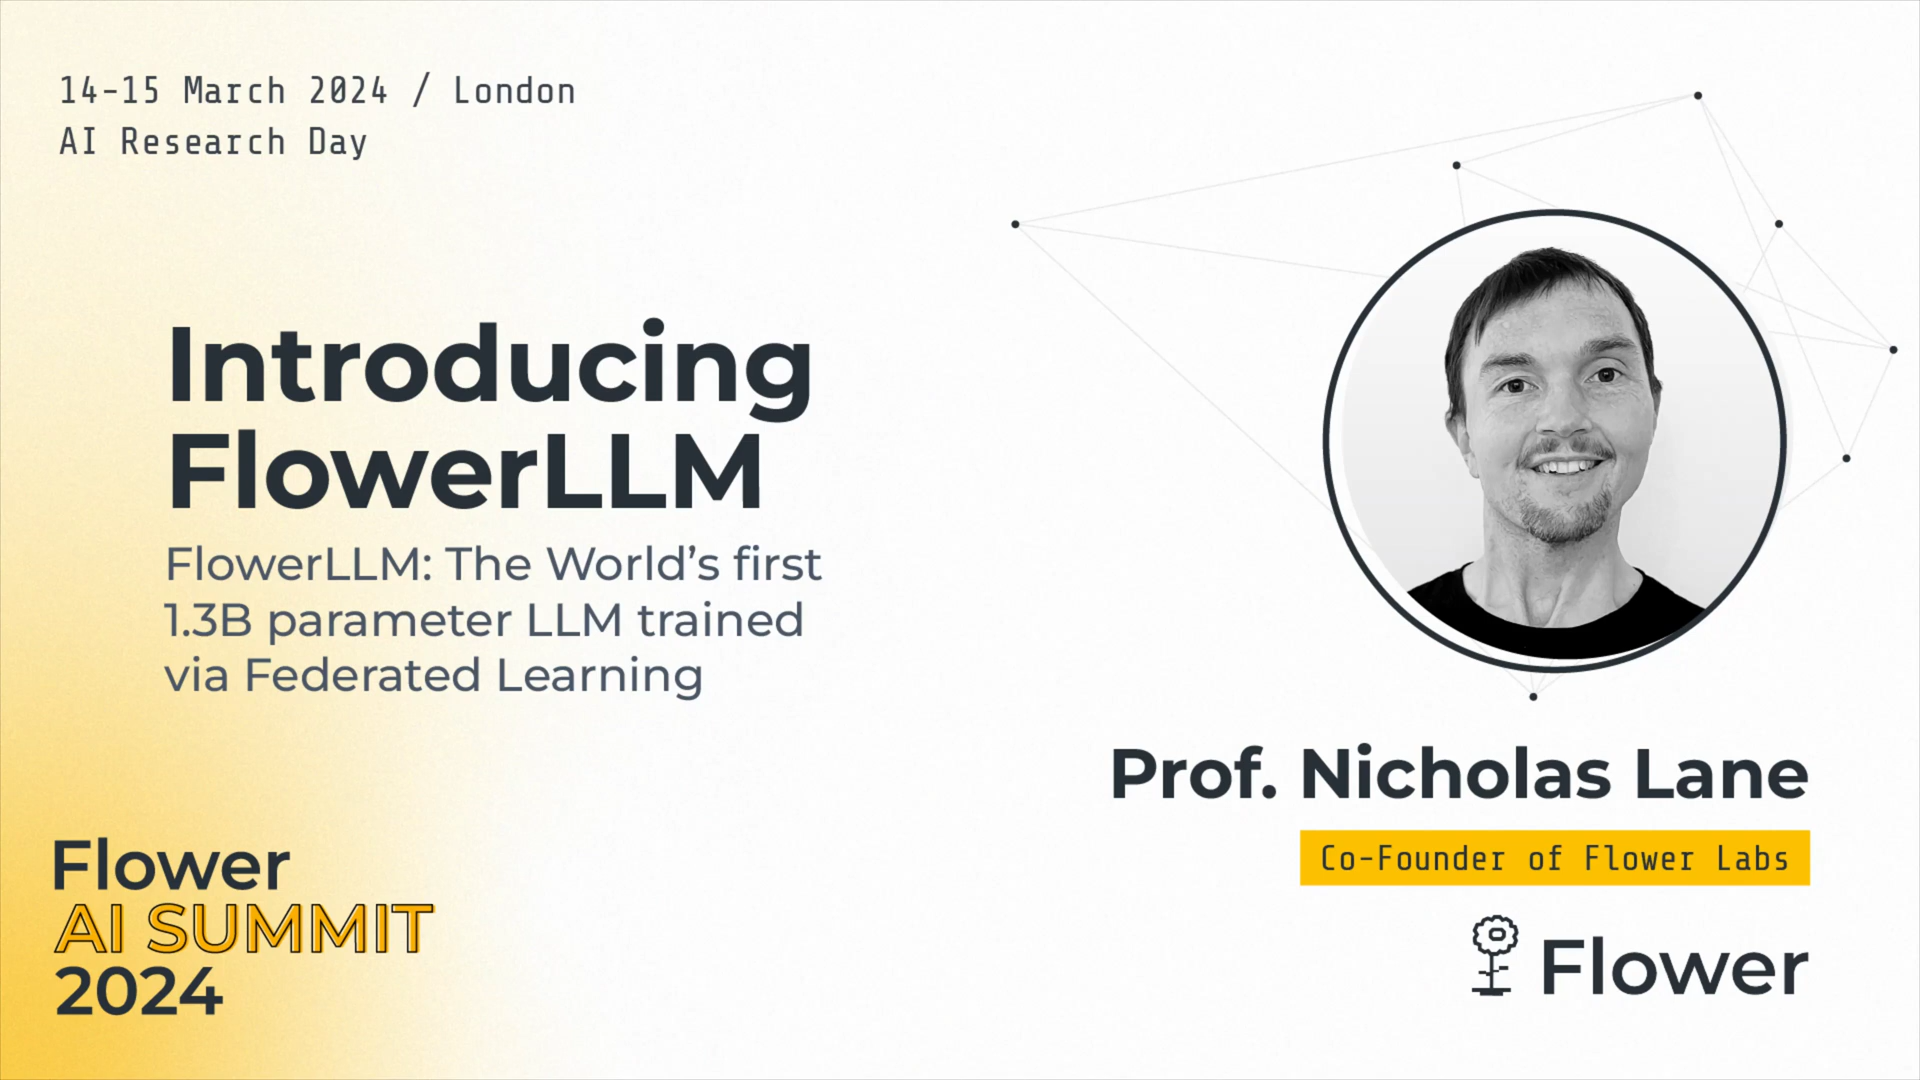 14-15 March 2024 / London
AI Research Day
Introducing
FlowerLLM
FlowerLLM: The World’s first
1.3B parameter LLM trained
via Federated Learning
Prof. Nicholas Lane
Co-Founder of Flower Labs
Flower
Flower
AI SUMMIT
2024